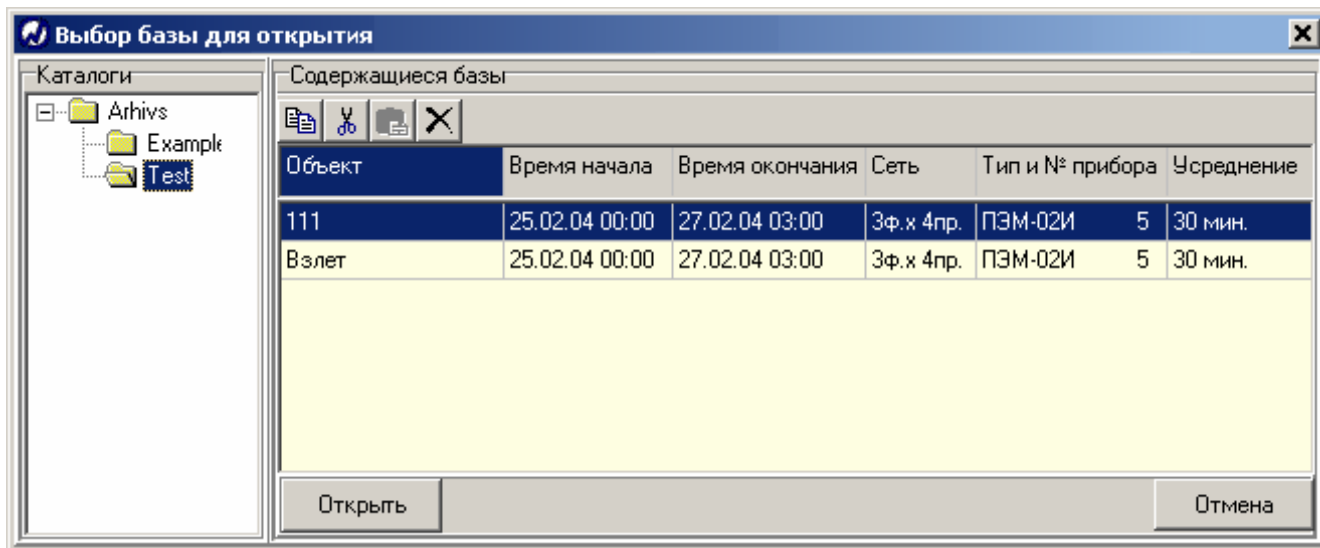 Выбор базы для открытия
Каталоги
Содержащиеся базы
Arhivs
Example
Test
Объект Время начала Время окончания Сеть Тип и № прибора Усреднение
111 25.02.04 00:00 27.02.04 03:00 3ф.х 4пр. ПЭМ-02И 5 30 мин.
Взлет 25.02.04 00:00 27.02.04 03:00 3ф.х 4пр. ПЭМ-02И 5 30 мин.
Открыть Отмена